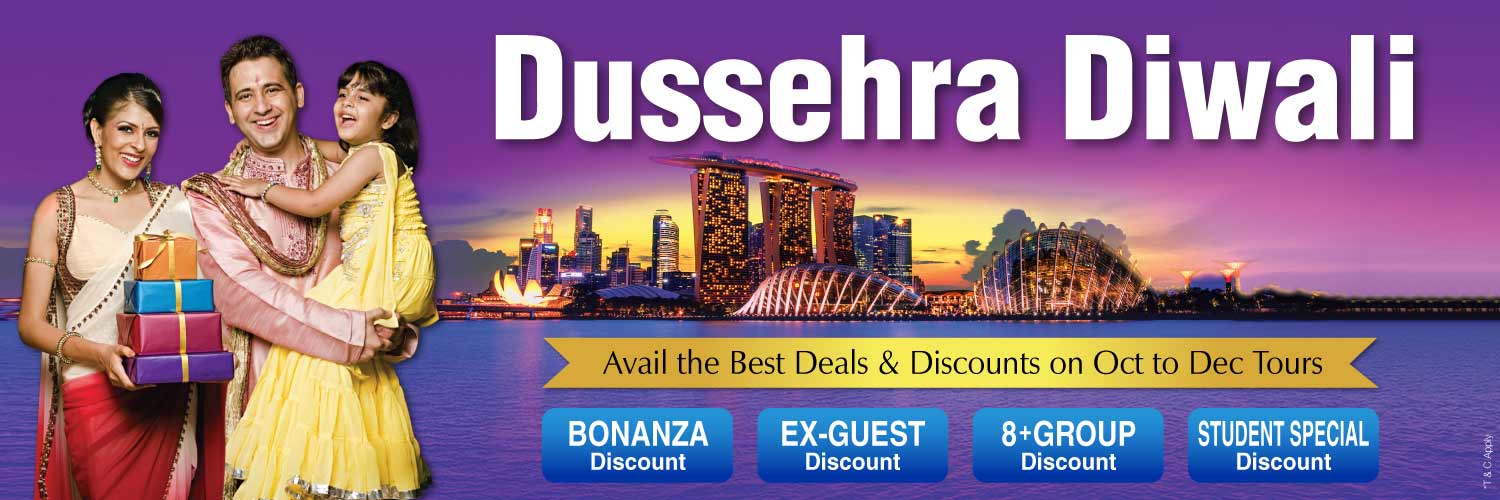 Dussehra Diwali
Avail the Best Deals & Discounts on Oct to Dec Tours
BONANZA
Discount
EX-GUEST
Discount
8+GROUP
Discount
STUDENT SPECIAL
Discount
*T & C Apply